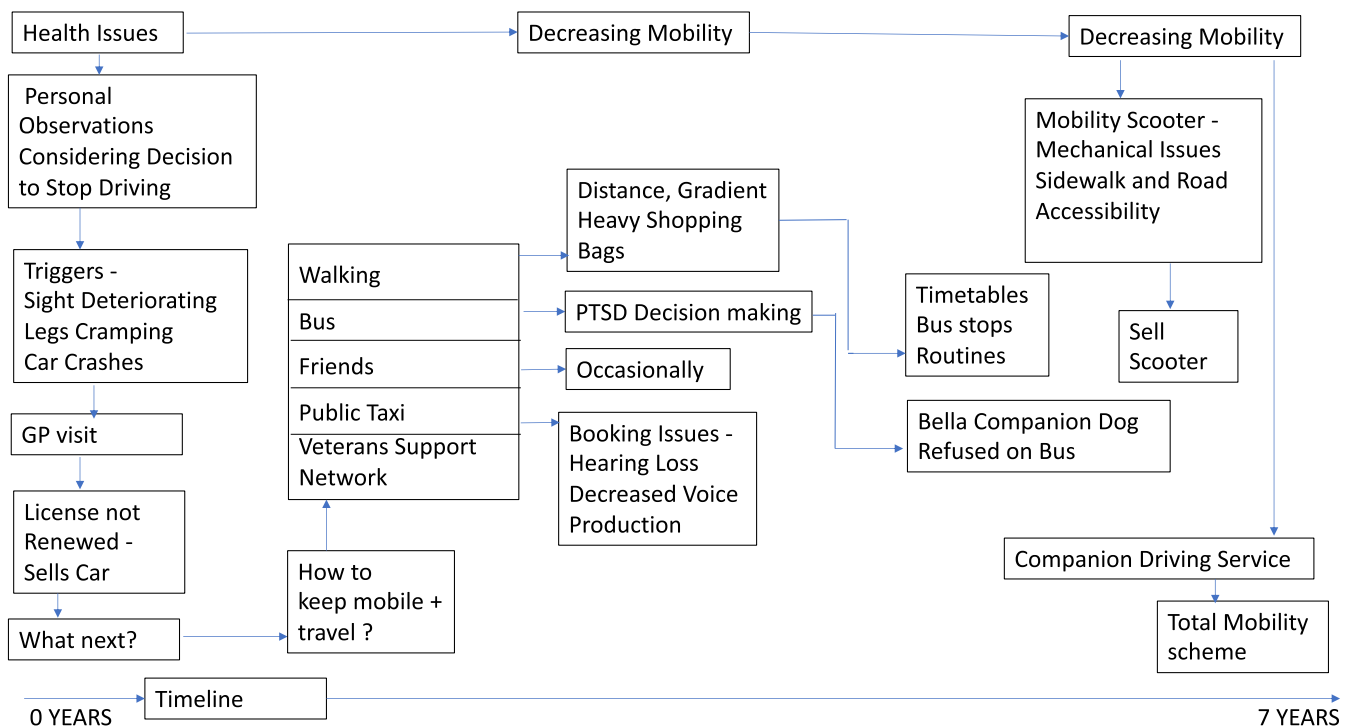 Health Issues
Decreasing Mobility
Decreasing Mobility
Personal
Observations
Considering Decision
to Stop Driving
Triggers -
Sight Deteriorating
Legs Cramping
Car Crashes
GP visit
License not
Renewed -
Sells Car
What next?
How to
keep mobile +
travel ?
Walking
Bus
Friends
Public Taxi
Veterans Support
Network
Distance, Gradient
Heavy Shopping
Bags
PTSD Decision making
Occasionally
Booking Issues -
Hearing Loss
Decreased Voice
Production
Timetables
Bus stops
Routines
Bella Companion Dog
Refused on Bus
Mobility Scooter -
Mechanical Issues
Sidewalk and Road
Accessibility
Sell
Scooter
Companion Driving Service
Total Mobility
scheme
Timeline
0 YEARS
7 YEARS